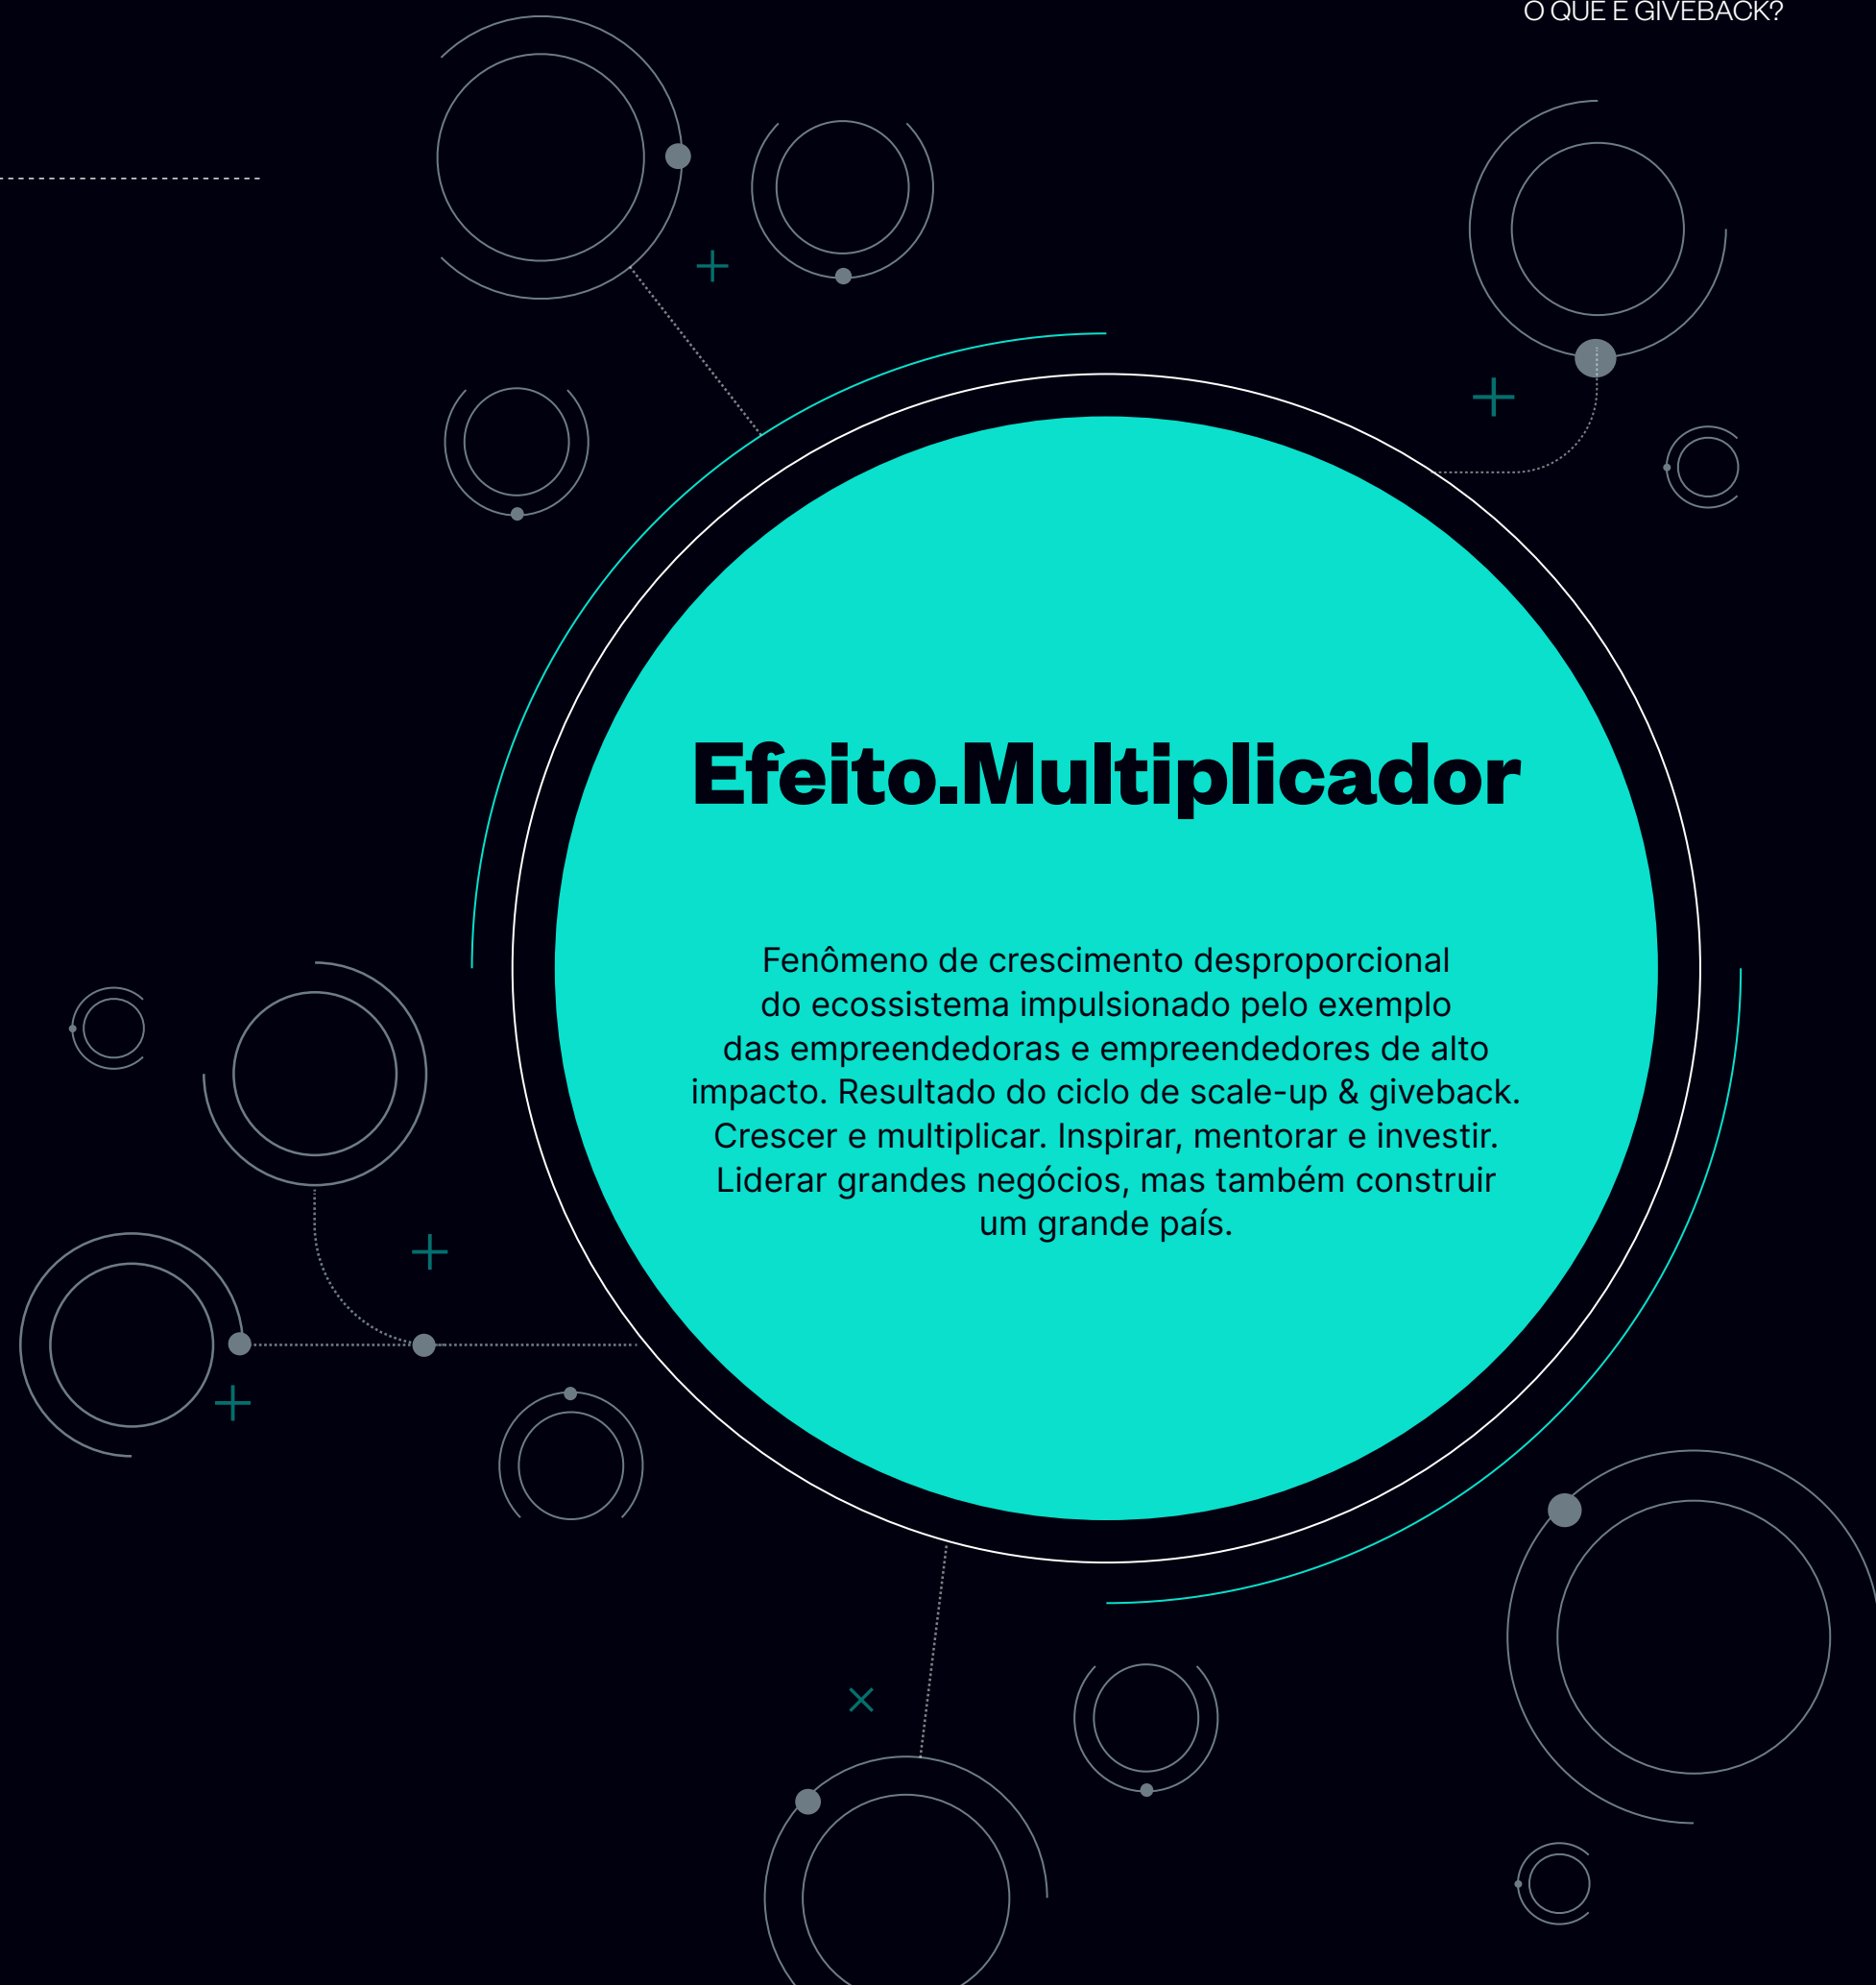 O QUE É GIVEBACK?
Efeito.Multiplicador
Fenômeno de crescimento desproporcional
do ecossistema impulsionado pelo exemplo
das empreendedoras e empreendedores de alto
impacto. Resultado do ciclo de scale-up & giveback.
Crescer e multiplicar. Inspirar, mentorar e investir.
Liderar grandes negócios, mas também construir
um grande país.